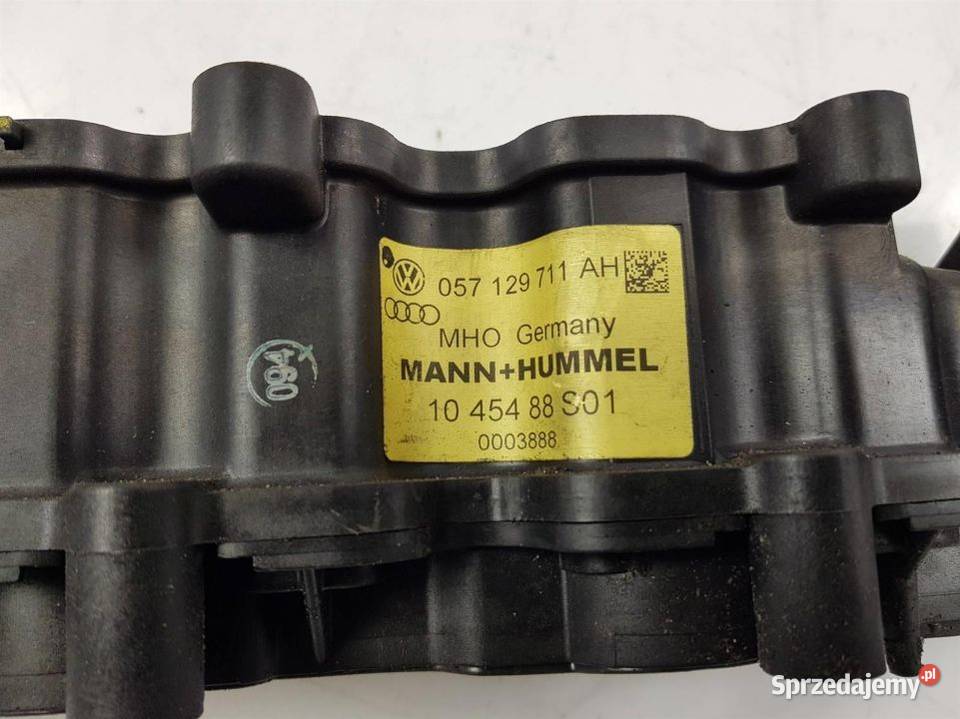 057 129 711 AH
MHO Germany
MANN+HUMMEL
10 454 88 S01
0003888
094
Sprzedajemy.pl